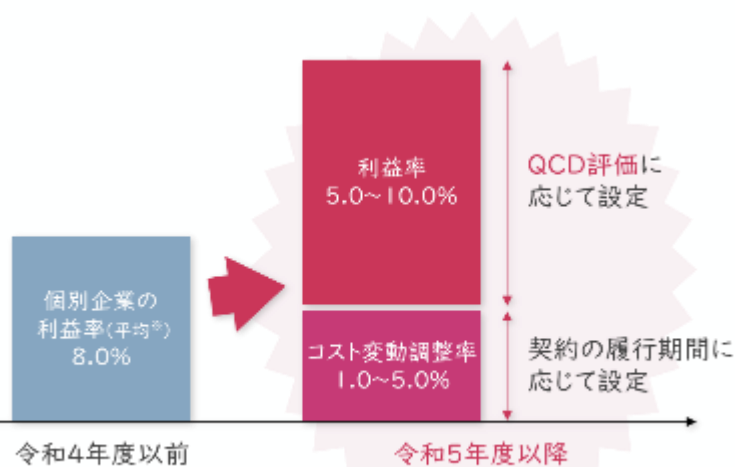 利益率
5.0~10.0%
QCD評価に
応じて設定
個別企業の
利益率(平均※)
8.0%
コスト変動調整率
1.0~5.0%
契約の履行期間に
応じて設定
令和4年度以前
令和5年度以降